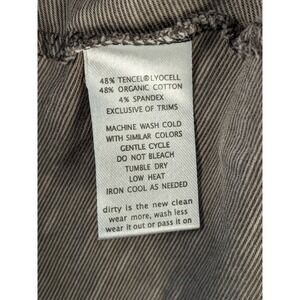 48% TENCEL® LYOCELL
48% ORGANIC COTTON
4% SPANDEX
EXCLUSIVE OF TRIMS
MACHINE WASH COLD
WITH SIMILAR COLORS
GENTLE CYCLE
DO NOT BLEACH
TUMBLE DRY
LOW HEAT
IRON COOL AS NEEDED
dirty is the new clean
wear more, wash less
wear it out or pass it on